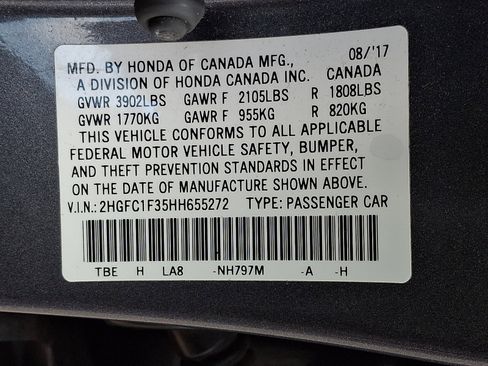 MFD. BY HONDA OF CANADA MFG., 08/'17
A DIVISION OF HONDA CANADA INC. CANADA
GVWR 3902LBS GAWR F 2105LBS R 1808LBS
GVWR 1770KG GAWR F 955KG R 820KG
THIS VEHICLE CONFORMS TO ALL APPLICABLE
FEDERAL MOTOR VEHICLE SAFETY, BUMPER,
AND THEFT PREVENTION STANDARDS IN EFFECT
ON THE DATE OF MANUFACTURE SHOWN ABOVE.
V.I.N.:2HGFC1F35HH655272 TYPE: PASSENGER CAR
TBE H LA8 -NH797M -A -H